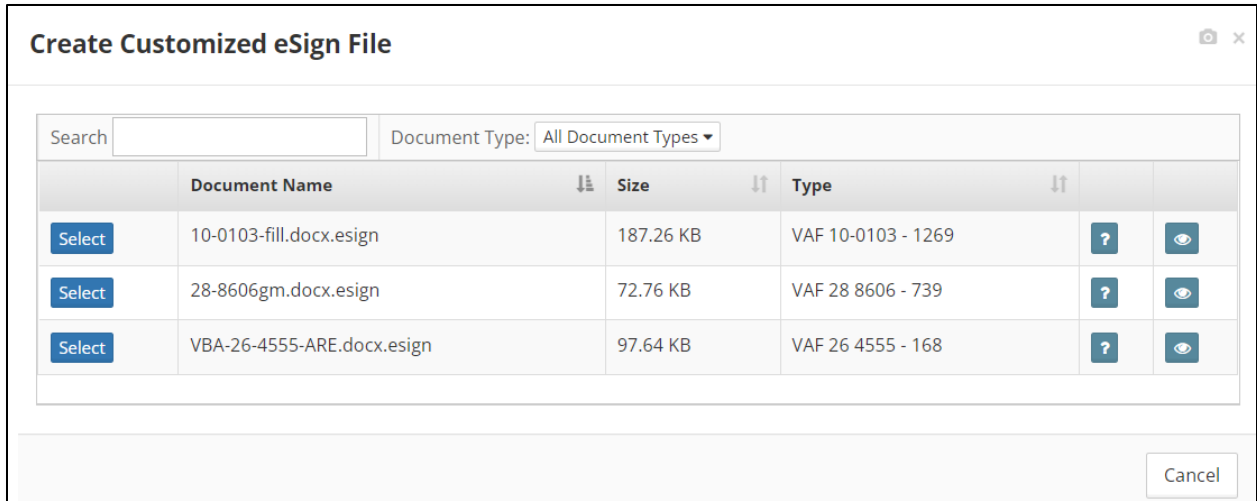 Create Customized eSign File
Search Document Type: All Document Types
Document Name Size Type
Select 10-0103-fill.docx.esign 187.26 KB VAF 10-0103 - 1269 ?
Select 28-8606gm.docx.esign 72.76 KB VAF 28 8606 - 739 ?
Select VBA-26-4555-ARE.docx.esign 97.64 KB VAF 26 4555 - 168 ?
Cancel